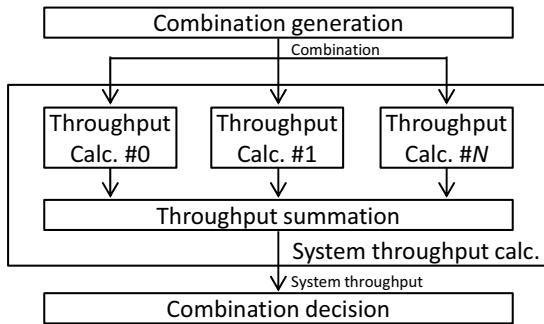 Combination generation
Combination
Throughput
Calc. #0
Throughput
Calc. #1
Throughput
Calc. #N
Throughput summation
System throughput calc.
System throughput
Combination decision